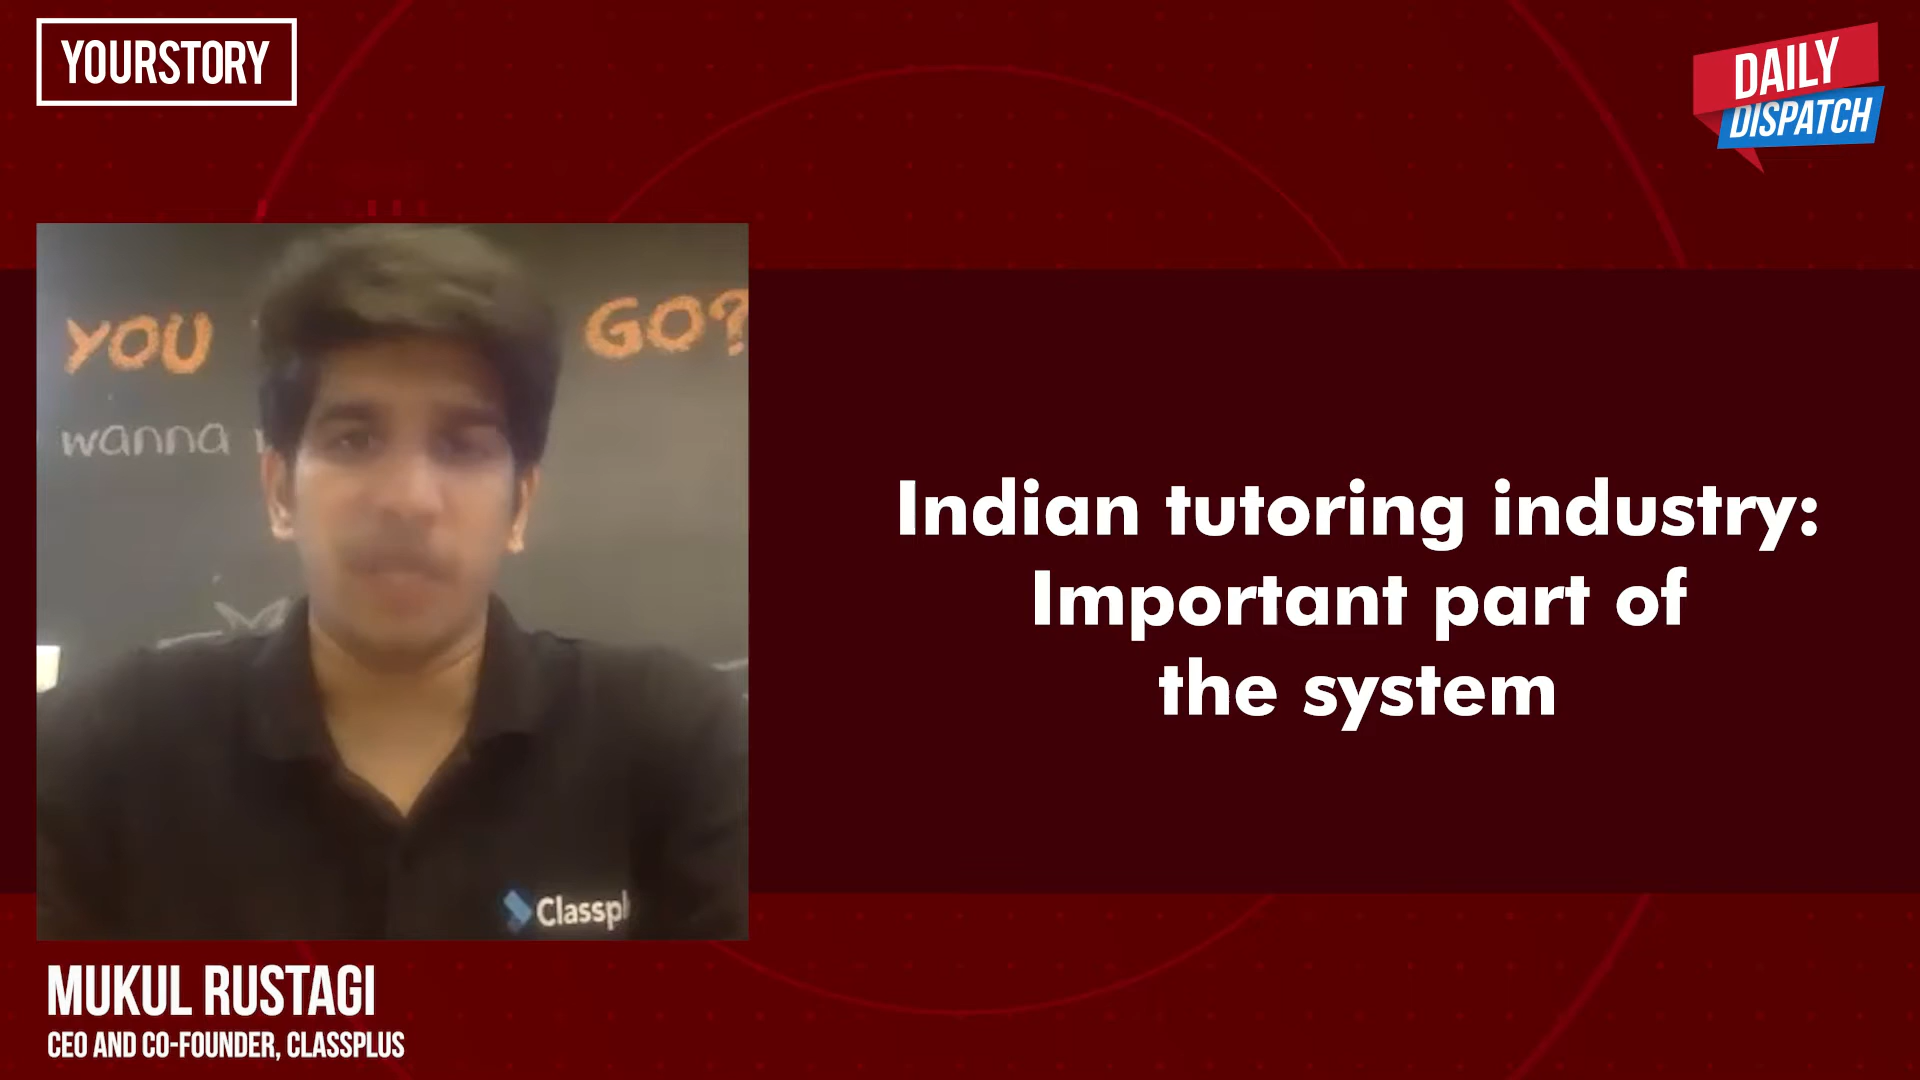 YOURSTORY
DAILY
DISPATCH
YOU GO?
wanna
Classpl
Indian tutoring industry:
Important part of
the system
MUKUL RUSTAGI
CEO AND CO-FOUNDER, CLASSPLUS